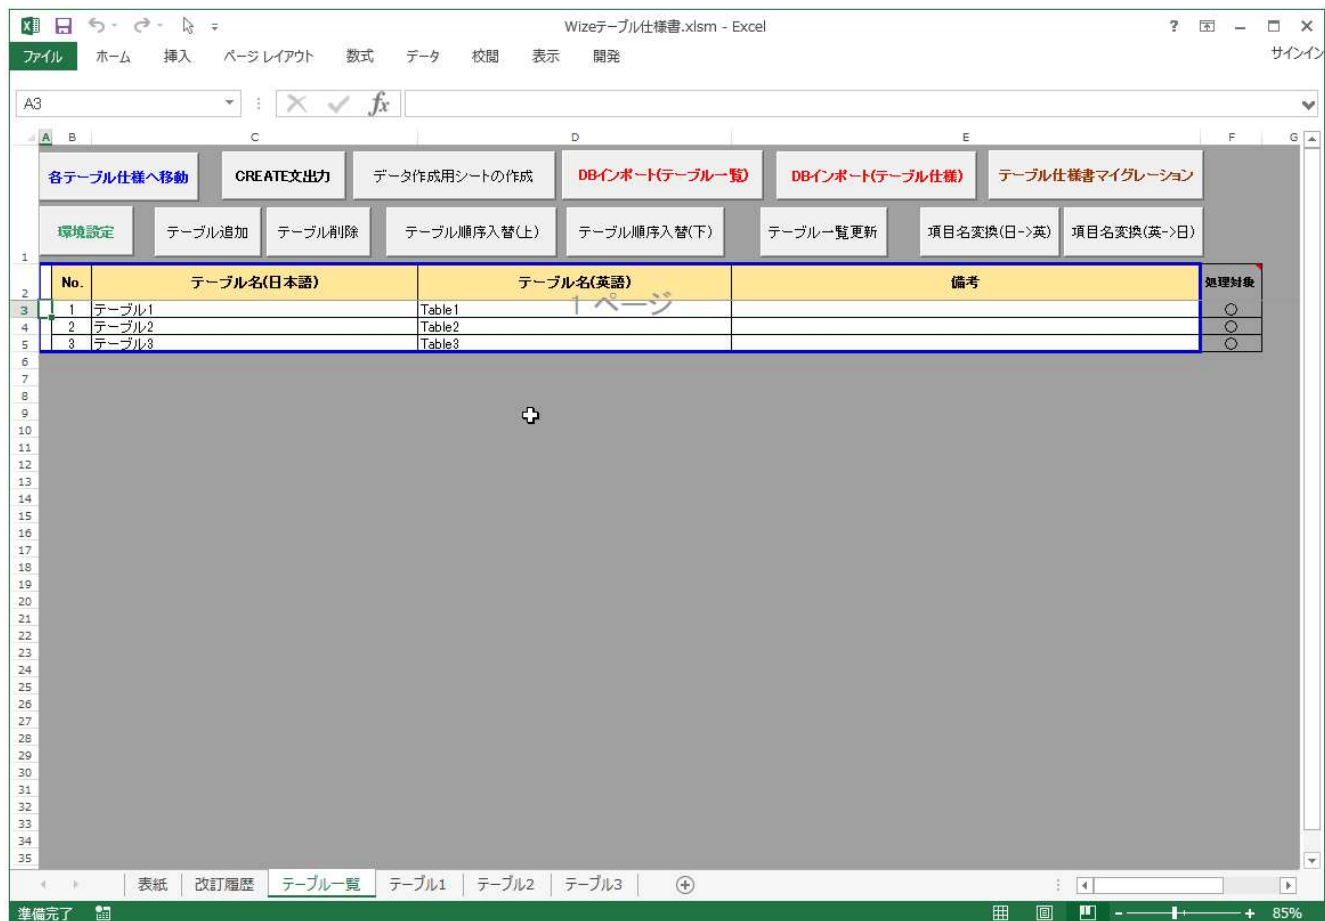 Wizeテーブル仕様書.xlsm - Excel
ファイル ホーム 挿入 ページ レイアウト 数式 データ 校閲 表示 開発 サインイン
A3 fx
A B C D E F G
各テーブル仕様へ移動 CREATE文出力 データ作成用シートの作成 DBインポート(テーブル一覧) DBインポート(テーブル仕様) テーブル仕様書マイグレーション
環境設定 テーブル追加 テーブル削除 テーブル順序入替(上) テーブル順序入替(下) テーブル一覧更新 項目名変換(日->英) 項目名変換(英->日)
1
2 No. テーブル名(日本語) テーブル名(英語) 備考 処理対象
1 ページ
3 1 テーブル1 Table1 ○
4 2 テーブル2 Table2 ○
5 3 テーブル3 Table3 ○
6
7
8
9
10
11
12
13
14
15
16
17
18
19
20
21
22
23
24
25
26
27
28
29
30
31
32
33
34
35
表紙 改訂履歴 テーブル一覧 テーブル1 テーブル2 テーブル3
準備完了 85%